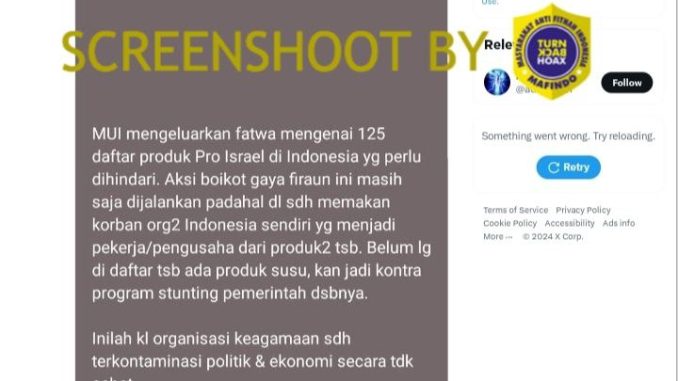 SCREENSHOOT BY
MASYARAKAT ANTI FITNAH INDONESIA
TURN
BACK
HOAX
MAFINDO
Use.
Rele
Follow
Something went wrong. Try reloading.
Retry
Terms of Service Privacy Policy
Cookie Policy Accessibility Ads info
More ··· © 2024 X Corp.
MUI mengeluarkan fatwa mengenai 125
daftar produk Pro Israel di Indonesia yg perlu
dihindari. Aksi boikot gaya firaun ini masih
saja dijalankan padahal dl sdh memakan
korban org2 Indonesia sendiri yg menjadi
pekerja/pengusaha dari produk2 tsb. Belum lg
di daftar tsb ada produk susu, kan jadi kontra
program stunting pemerintah dsbnya.
Inilah kl organisasi keagamaan sdh
terkontaminasi politik & ekonomi secara tdk